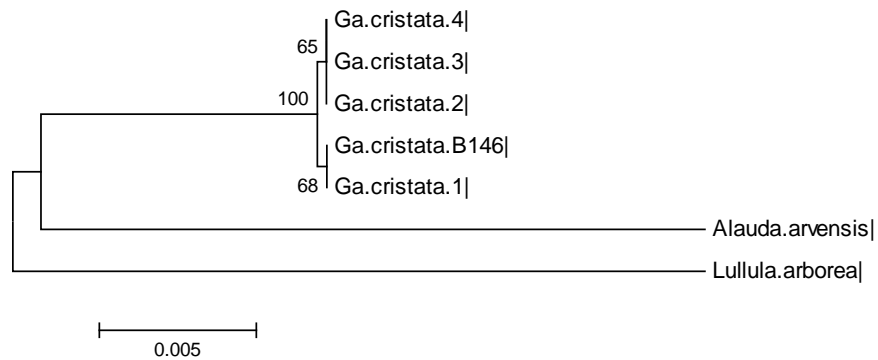 Ga.cristata.4|
65
Ga.cristata.3|
100
Ga.cristata.2|
Ga.cristata.B146|
68
Ga.cristata.1|
Alauda.arvensis|
Lullula.arborea|
0.005